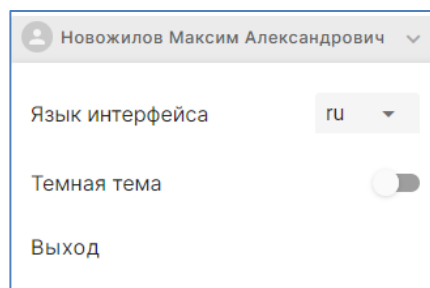 Новожилов Максим Александрович
Язык интерфейса ru
Темная тема
Выход